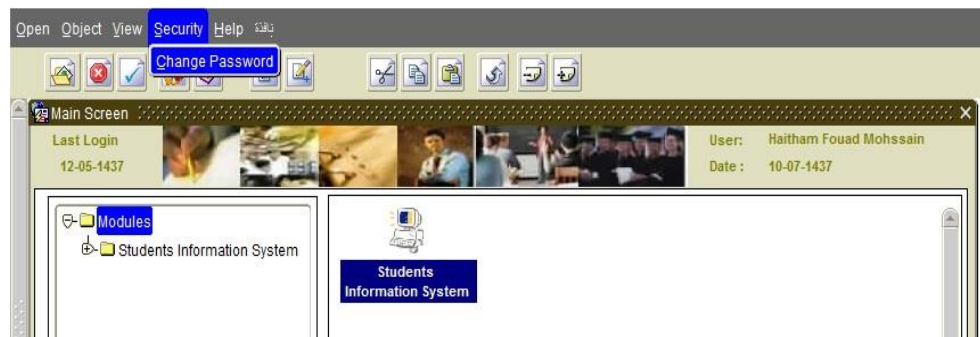 Open Object View Security Help نافذة
Change Password
Main Screen
Last Login
12-05-1437
User: Haitham Fouad Mohssain
Date : 10-07-1437
Modules
Students Information System
Students
Information System